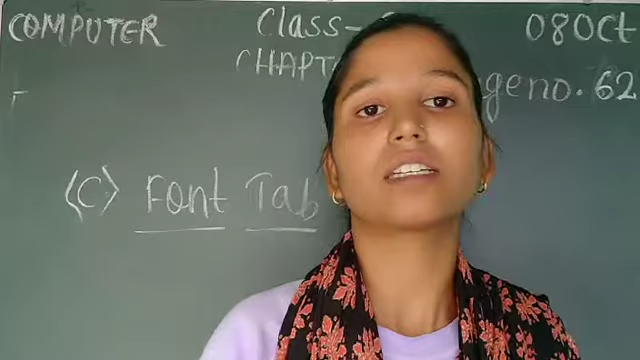 COMPUTER
Class-
08Oct
CHAPT
geno. 62
(C) Font Tab